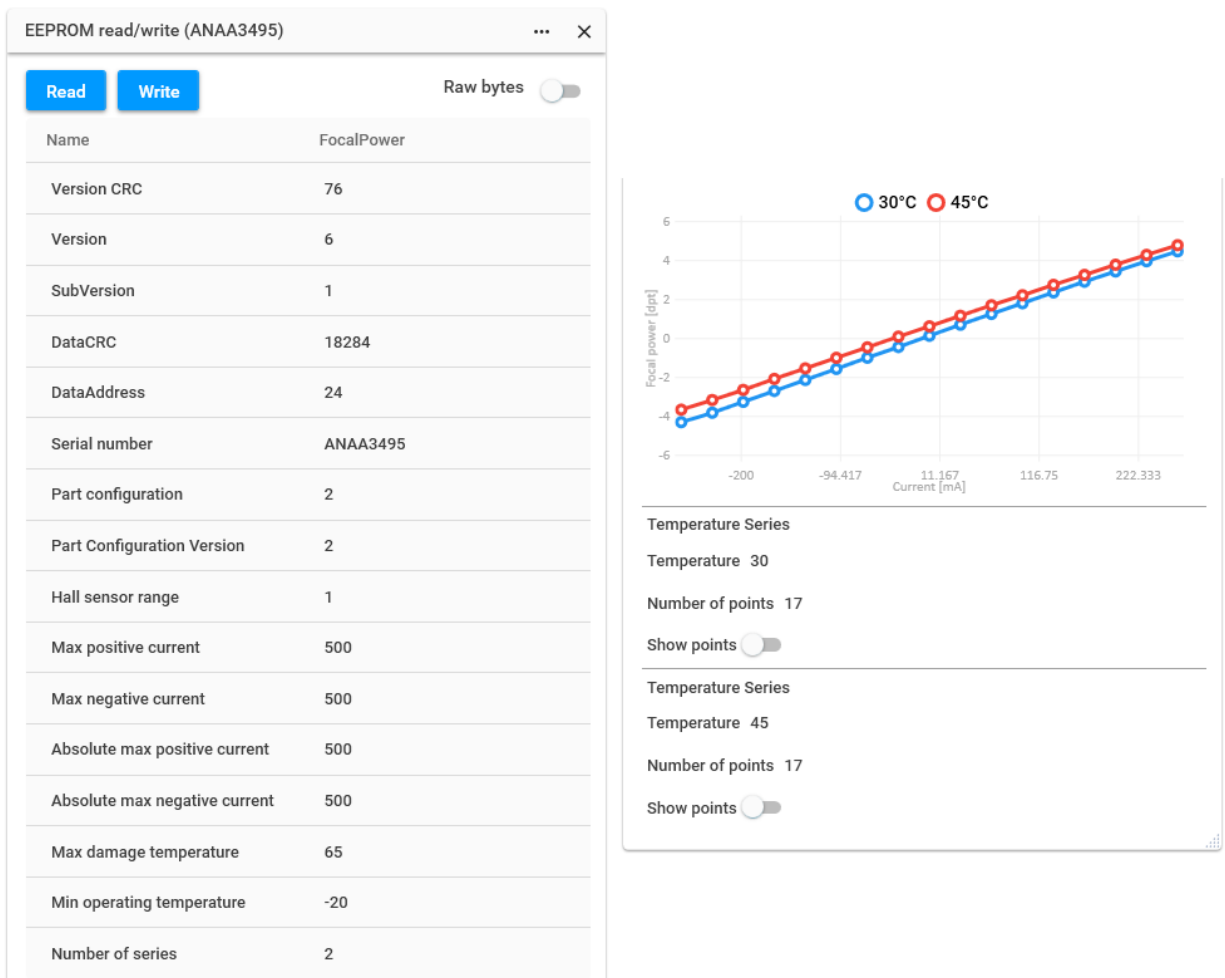 EEPROM read/write (ANAA3495)
Read Write Raw bytes
Name FocalPower
Version CRC 76
Version 6
SubVersion 1
DataCRC 18284
DataAddress 24
Serial number ANAA3495
Part configuration 2
Part Configuration Version 2
Hall sensor range 1
Max positive current 500
Max negative current 500
Absolute max positive current 500
Absolute max negative current 500
Max damage temperature 65
Min operating temperature -20
Number of series 2
30°C 45°C
6
4
2
0
-2
-4
-6
Focal power [dpt]
-200 -94.417 11.167 116.75 222.333
Current [mA]
Temperature Series
Temperature 30
Number of points 17
Show points
Temperature Series
Temperature 45
Number of points 17
Show points